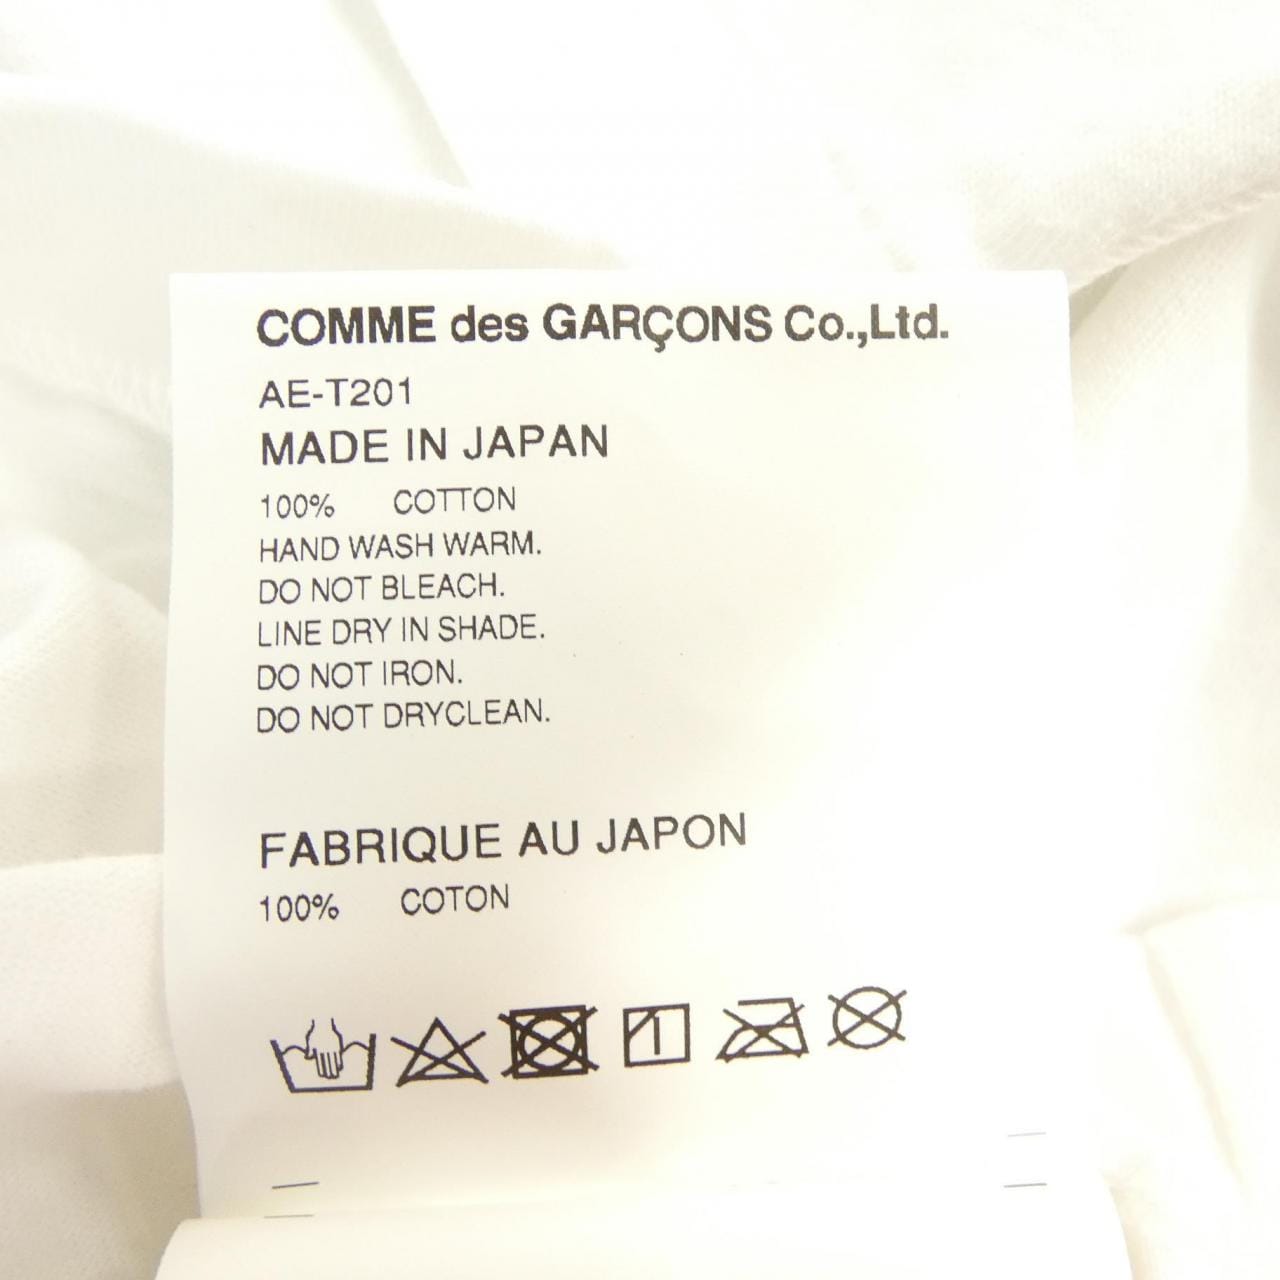 COMME des GARÇONS Co.,Ltd.
AE-T201
MADE IN JAPAN
100% COTTON
HAND WASH WARM.
DO NOT BLEACH.
LINE DRY IN SHADE.
DO NOT IRON.
DO NOT DRYCLEAN.
FABRIQUE AU JAPON
100% COTON